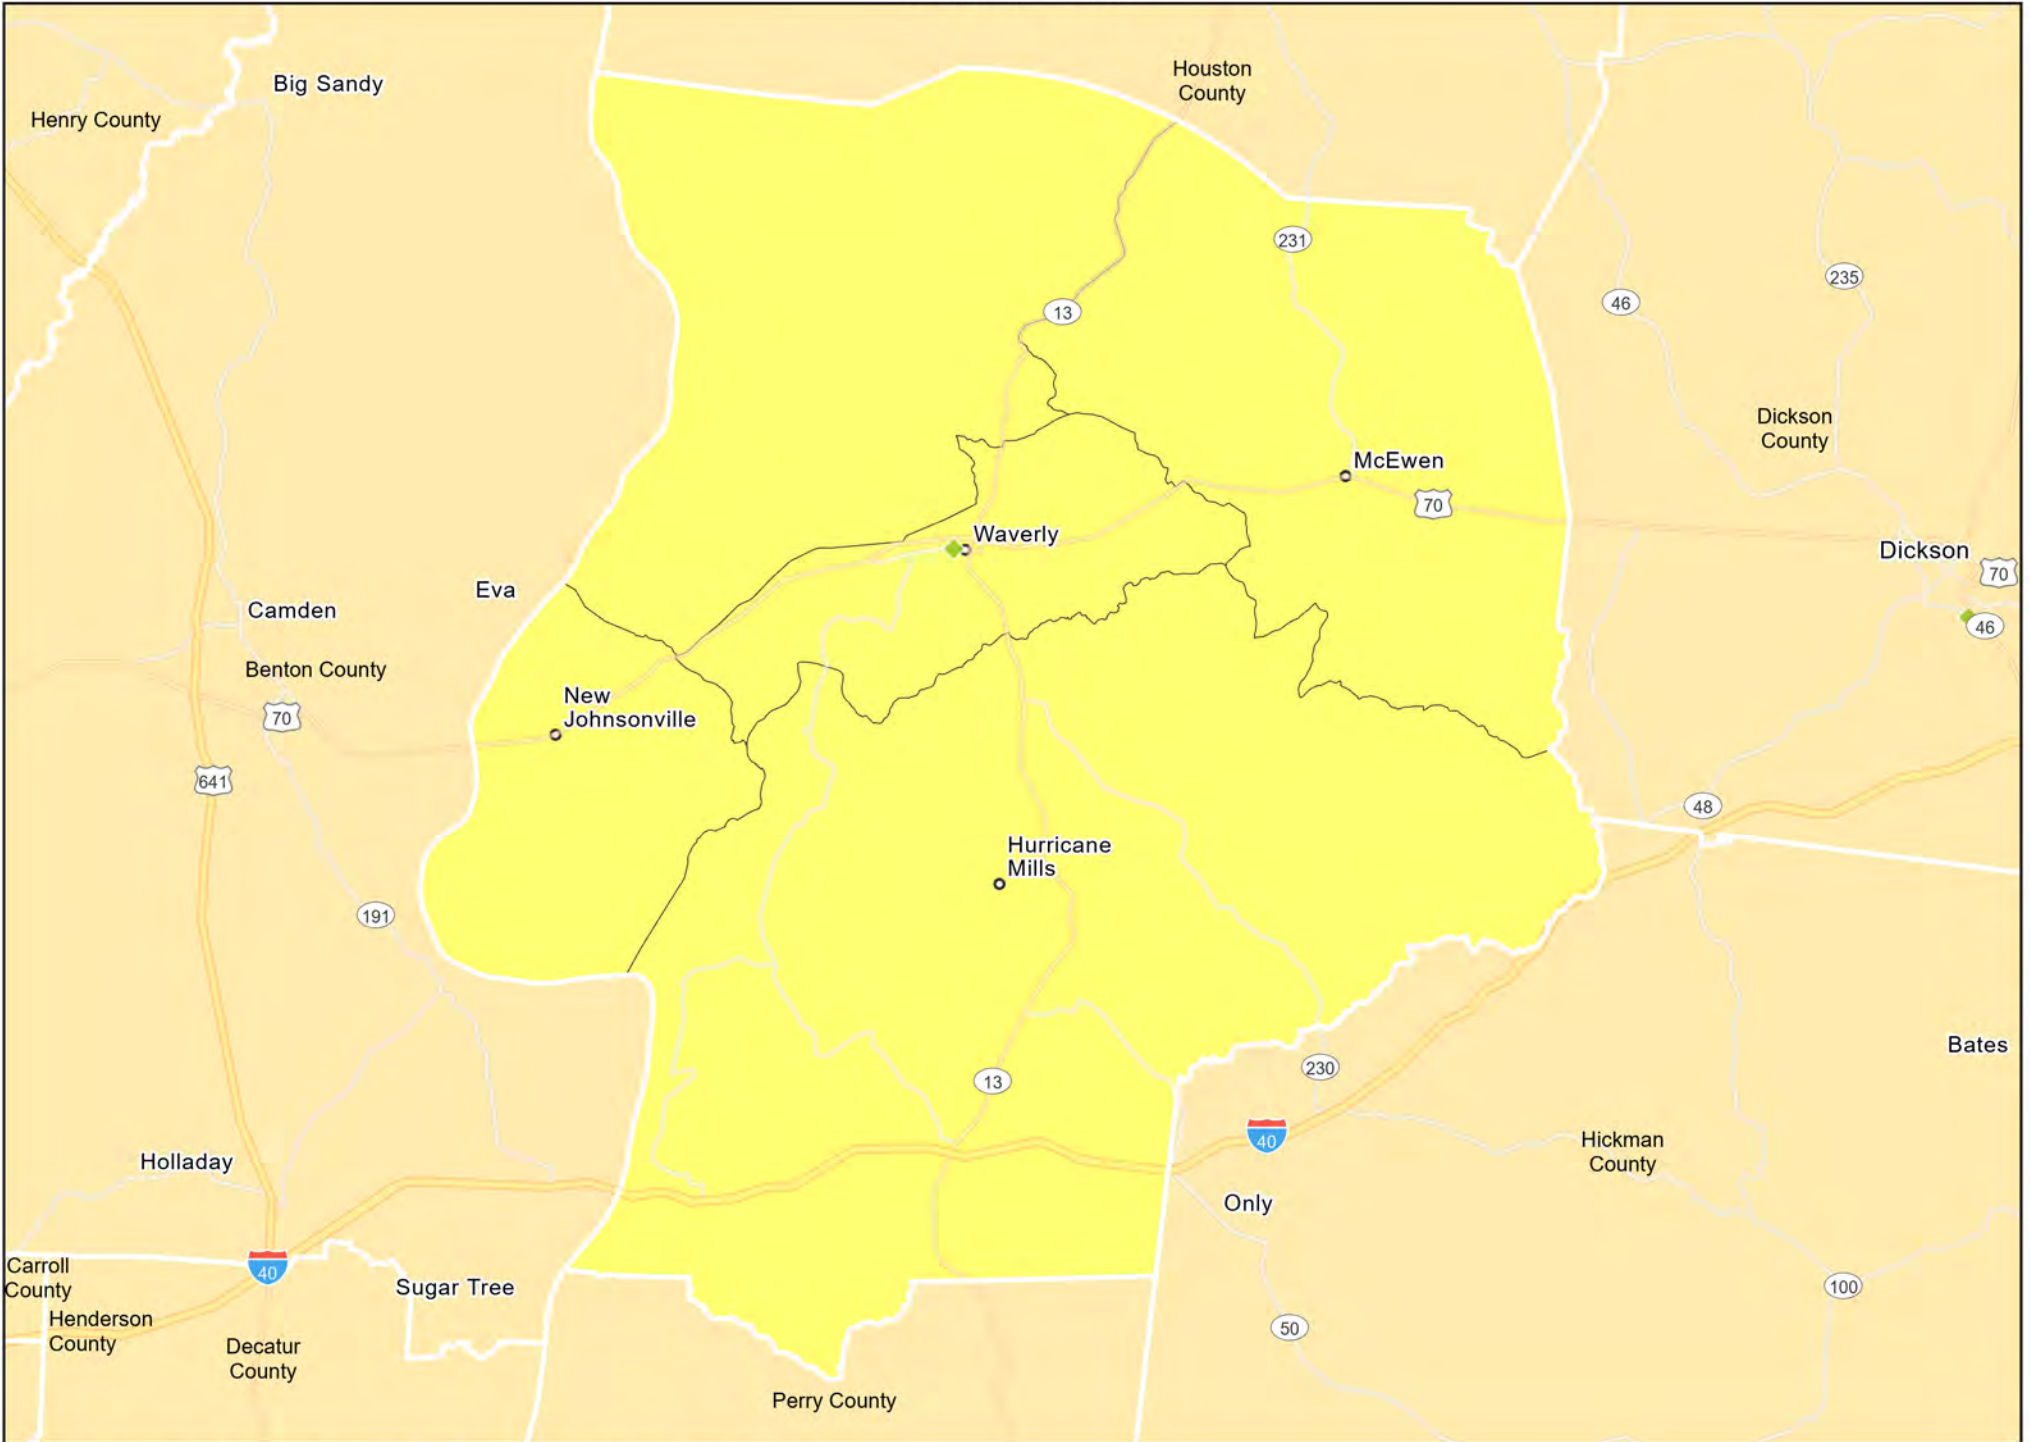 Big Sandy
Houston
County
Henry County
231
235
46
13
Dickson
County
McEwen
70
Waverly
Dickson
70
Eva
Camden
46
Benton County
New
Johnsonville
70
641
48
Hurricane
Mills
191
Bates
230
13
40
Hickman
County
Holladay
Only
Carroll
County
40
Sugar Tree
100
Henderson
County
50
Decatur
County
Perry County